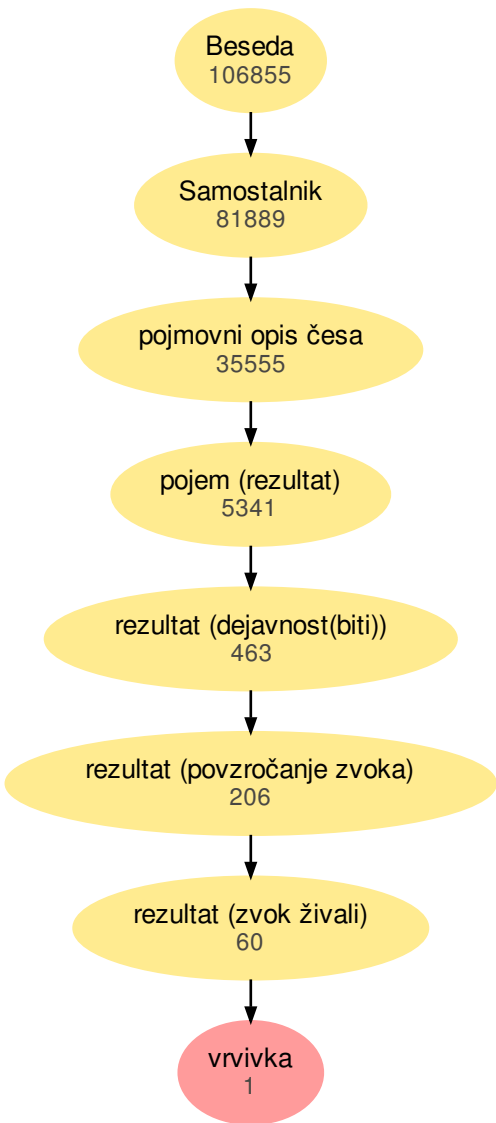 Beseda
106855
Samostalnik
81889
pojmovni opis česa
35555
pojem (rezultat)
5341
rezultat (dejavnost(biti))
463
rezultat (povzročanje zvoka)
206
rezultat (zvok živali)
60
vrvivka
1